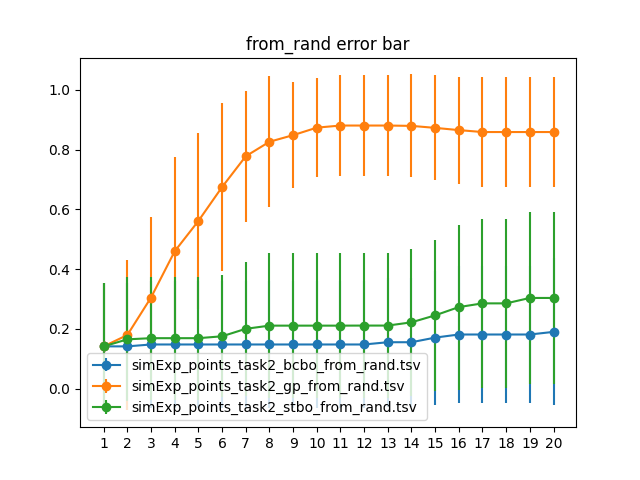 from_rand error bar
1.0
0.8
0.6
0.4
0.2
0.0
simExp_points_task2_bcbo_from_rand.tsv
simExp_points_task2_gp_from_rand.tsv
simExp_points_task2_stbo_from_rand.tsv
1 2 3 4 5 6 7 8 9 10 11 12 13 14 15 16 17 18 19 20